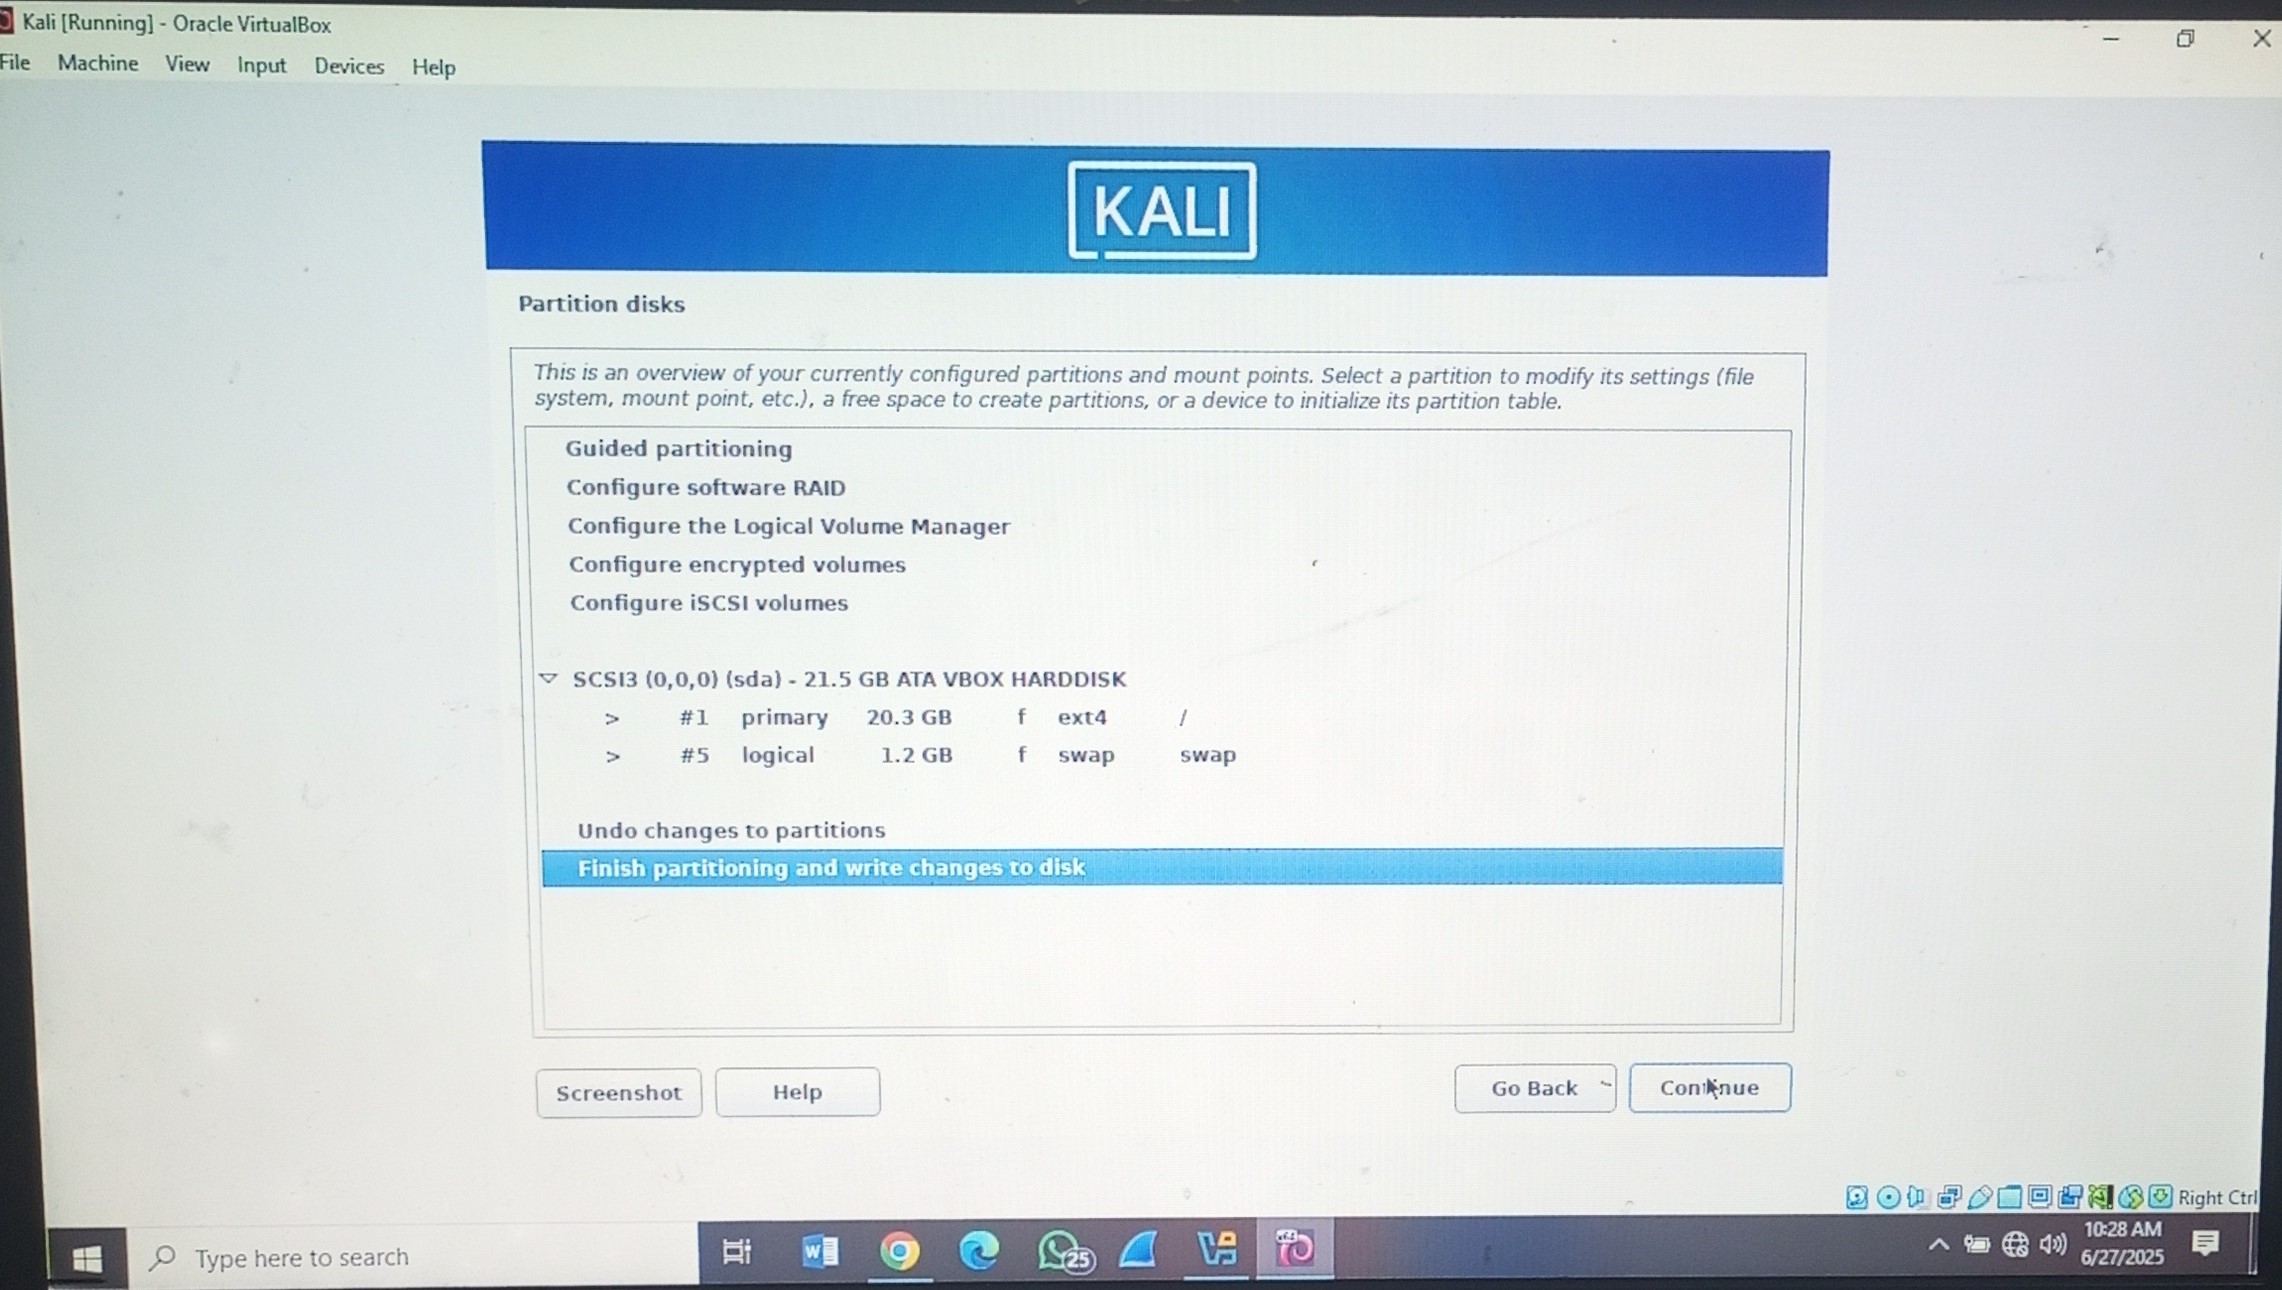 Kali [Running] - Oracle VirtualBox
File Machine View Input Devices Help
KALI
Partition disks
This is an overview of your currently configured partitions and mount points. Select a partition to modify its settings (file
system, mount point, etc.), a free space to create partitions, or a device to initialize its partition table.
Guided partitioning
Configure software RAID
Configure the Logical Volume Manager
Configure encrypted volumes
Configure iSCSI volumes
SCSI3 (0,0,0) (sda) - 21.5 GB ATA VBOX HARDDISK
> #1 primary 20.3 GB f ext4 /
> #5 logical 1.2 GB f swap swap
Undo changes to partitions
Finish partitioning and write changes to disk
Screenshot Help Go Back Continue
Right Ctrl
Type here to search
W
25
x64
10:28 AM
6/27/2025